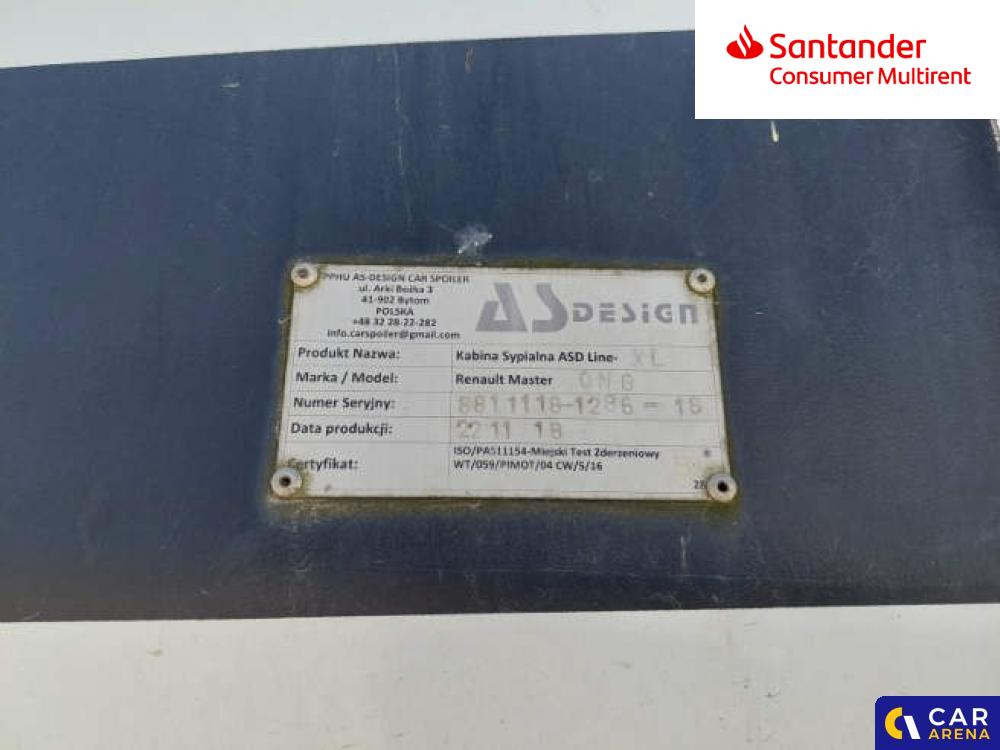 Santander
Consumer Multirent
PPHU AS-DESIGN CAR SPOILER
ul. Arki Bożka 3
41-902 Bytom
POLSKA
+48 32 28-22-282
info.carspoiler@gmail.com
AS DESiGN
Produkt Nazwa: Kabina Sypialna ASD Line- XL
Marka / Model: Renault Master
Numer Seryjny:
Data produkcji: 22 11 18
Certyfikat: ISO/PAS11154-Miejski Test Zderzeniowy
WT/059/PIMOT/04 CW/5/16
CAR
ARENA